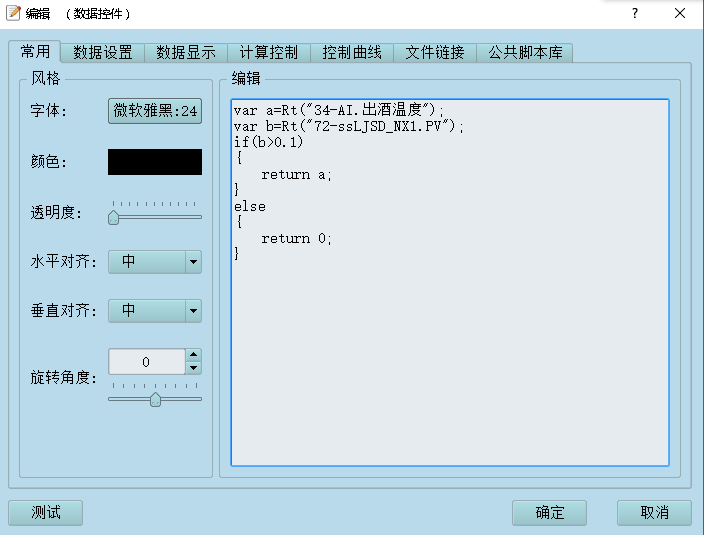 编辑 （数据控件）
?
常用 数据设置 数据显示 计算控制 控制曲线 文件链接 公共脚本库
风格
字体: 微软雅黑:24
颜色:
透明度:
水平对齐: 中
垂直对齐: 中
旋转角度: 0
编辑
var a=Rt("34-AI.出酒温度");
var b=Rt("72-ssLJSD_NX1.PV");
if(b>0.1)
{
return a;
}
else
{
return 0;
}
测试 确定 取消